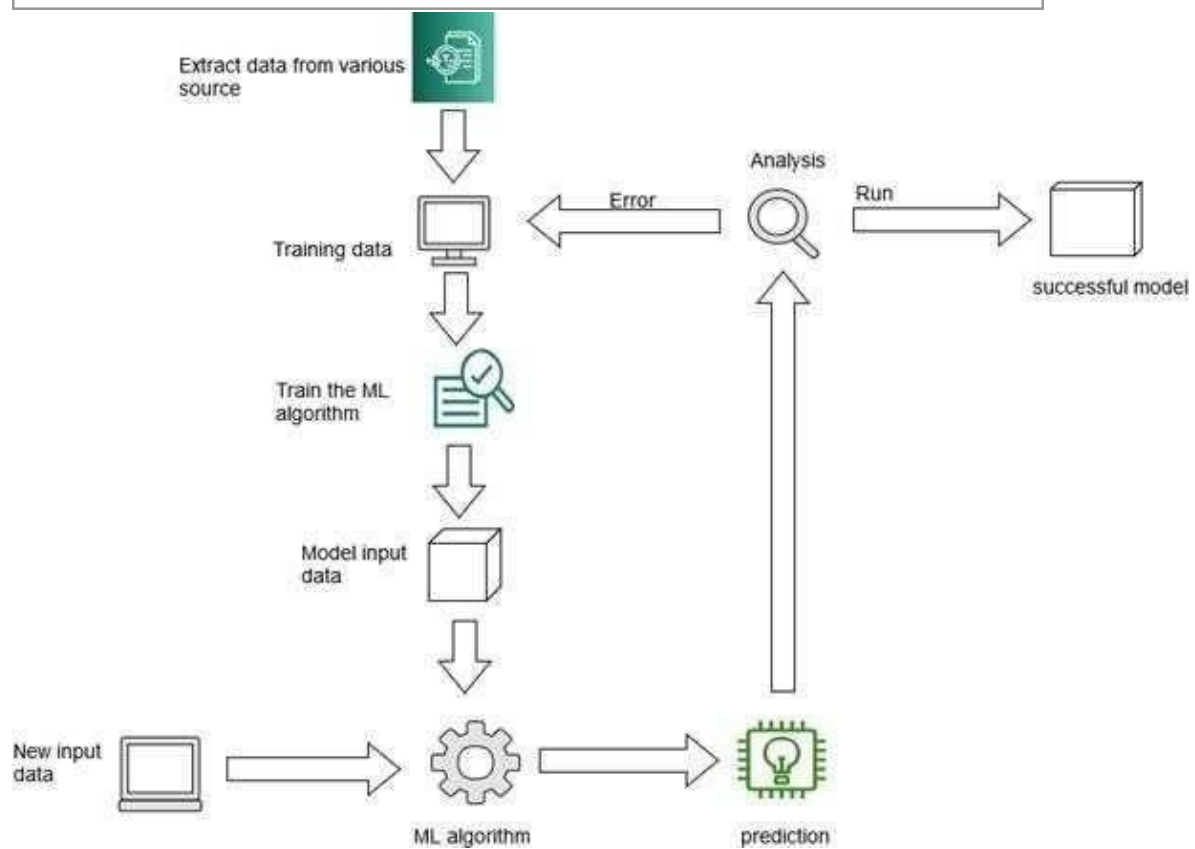 Extract data from various
source
Analysis
Error
Run
Training data
successful model
Train the ML
algorithm
Model input
data
New input
data
ML algorithm
prediction